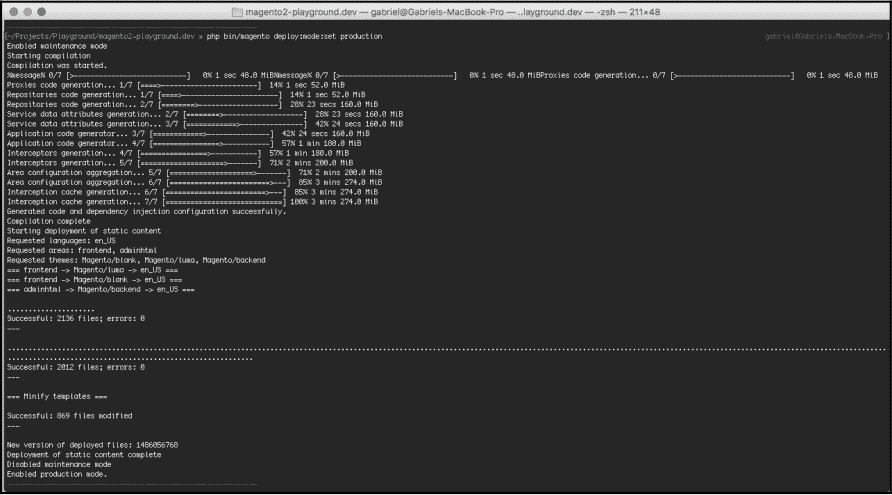 magento2-playground.dev — gabriel@Gabriels-MacBook-Pro — ..layground.dev — -zsh — 211×48
[~/Projects/Playground/magento2-playground.dev » php bin/magento deploy:mode:set production gabriel@Gabriels-MacBook-Pro ]
Enabled maintenance mode
Starting compilation
Compilation was started.
%message% 0/7 [>---------------------------] 0% 1 sec 48.0 MiB%message% 0/7 [>---------------------------] 0% 1 sec 48.0 MiBProxies code generation... 0/7 [>---------------------------] 0% 1 sec 48.0 MiB
Proxies code generation... 1/7 [====>-----------------------] 14% 1 sec 52.0 MiB
Repositories code generation... 1/7 [====>-----------------------] 14% 1 sec 52.0 MiB
Repositories code generation... 2/7 [========>-------------------] 28% 23 secs 160.0 MiB
Service data attributes generation... 2/7 [========>-------------------] 28% 23 secs 160.0 MiB
Service data attributes generation... 3/7 [============>---------------] 42% 24 secs 160.0 MiB
Application code generator... 3/7 [============>---------------] 42% 24 secs 160.0 MiB
Application code generator... 4/7 [================>-----------] 57% 1 min 180.0 MiB
Interceptors generation... 4/7 [================>-----------] 57% 1 min 180.0 MiB
Interceptors generation... 5/7 [====================>-------] 71% 2 mins 200.0 MiB
Area configuration aggregation... 5/7 [====================>-------] 71% 2 mins 200.0 MiB
Area configuration aggregation... 6/7 [========================>---] 85% 3 mins 274.0 MiB
Interception cache generation... 6/7 [========================>---] 85% 3 mins 274.0 MiB
Interception cache generation... 7/7 [============================] 100% 3 mins 274.0 MiB
Generated code and dependency injection configuration successfully.
Compilation complete
Starting deployment of static content
Requested languages: en_US
Requested areas: frontend, adminhtml
Requested themes: Magento/blank, Magento/luma, Magento/backend
=== frontend -> Magento/luma -> en_US ===
=== frontend -> Magento/blank -> en_US ===
=== adminhtml -> Magento/backend -> en_US ===
.....................
Successful: 2136 files; errors: 0
---
...................................................................................................................................................................................................................
...........................................................
Successful: 2012 files; errors: 0
---
=== Minify templates ===
Successful: 869 files modified
---
New version of deployed files: 1486056768
Deployment of static content complete
Disabled maintenance mode
Enabled production mode.